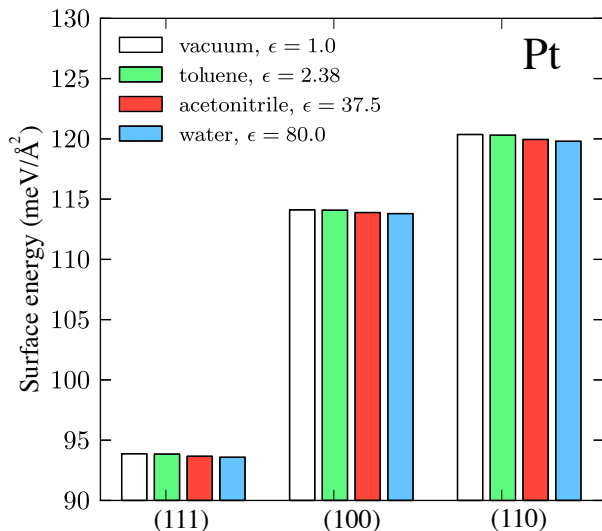 130
125
120
115
110
105
100
95
90
Surface energy (meV/Å²)
vacuum, ϵ = 1.0
toluene, ϵ = 2.38
acetonitrile, ϵ = 37.5
water, ϵ = 80.0
Pt
(111)
(100)
(110)